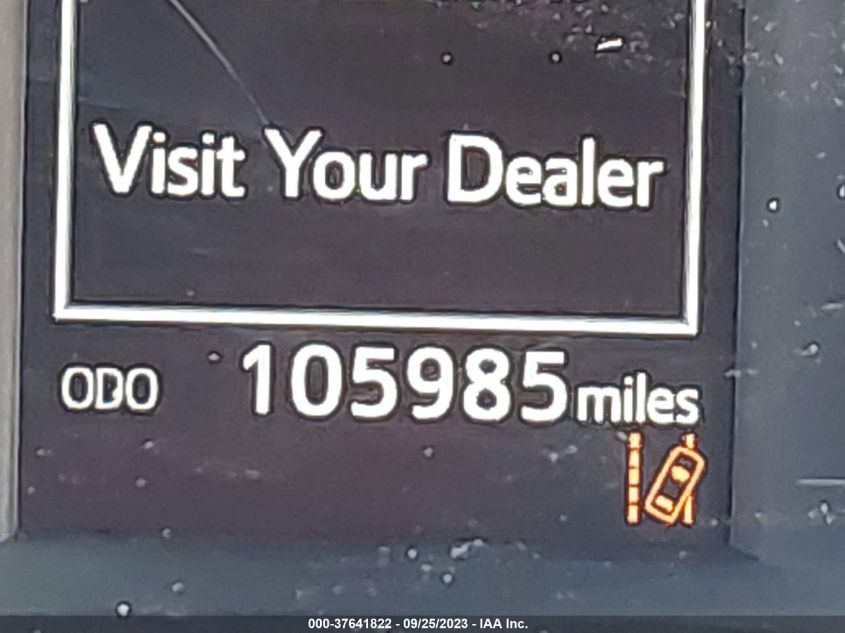 Visit Your Dealer
ODO 105985 miles
000-37641822 - 09/25/2023 - IAA Inc.